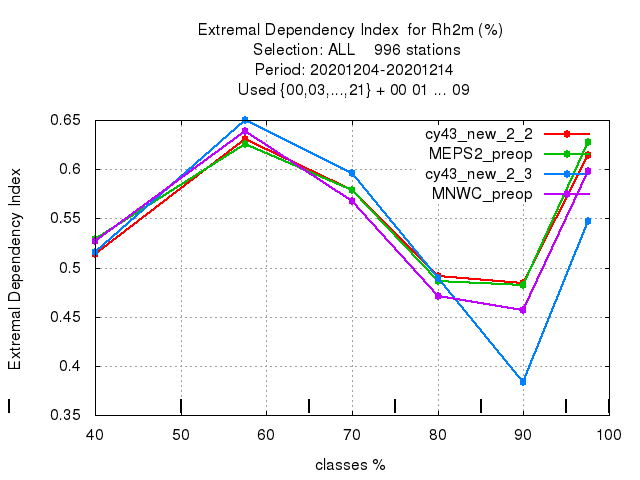 Extremal Dependency Index  for Rh2m (%)
Selection: ALL    996 stations
Period: 20201204-20201214
Used {00,03,...,21} + 00 01 ... 09
cy43_new_2_2
MEPS2_preop
cy43_new_2_3
MNWC_preop
0.65
0.6
0.55
0.5
0.45
0.4
0.35
Extremal Dependency Index
40 50 60 70 80 90 100
classes %